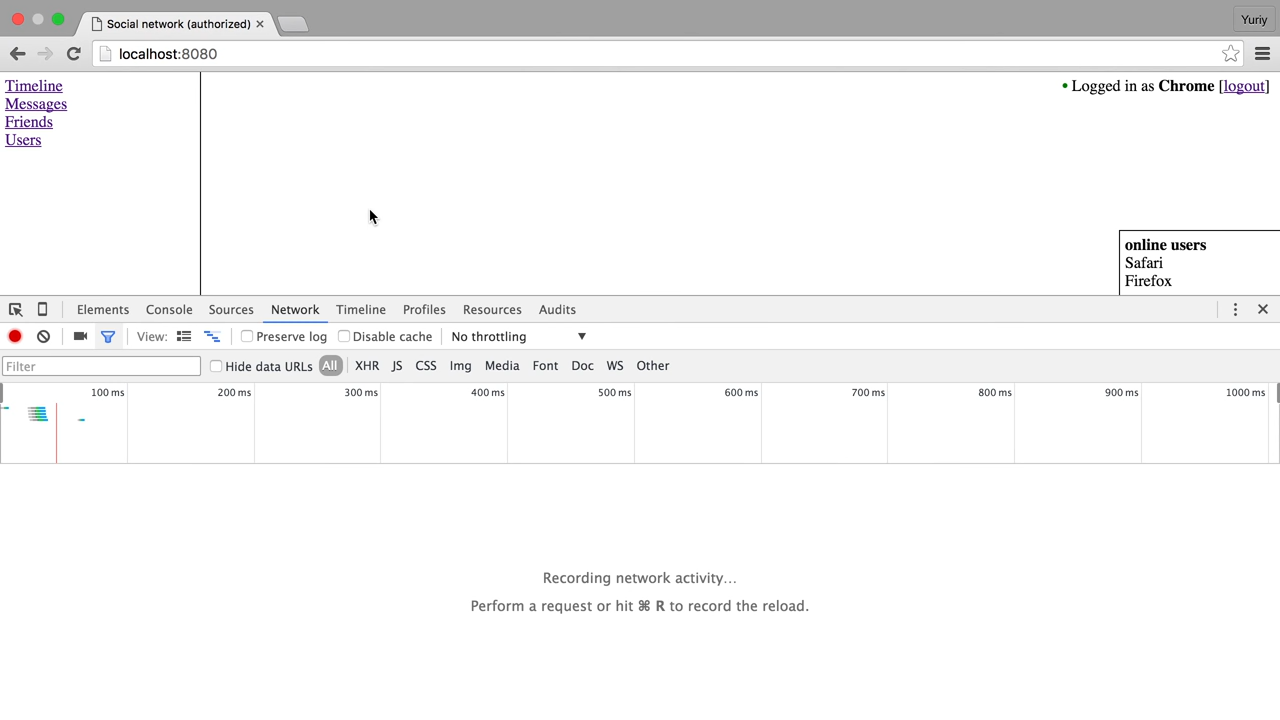 Social network (authorized)
Yuriy
localhost:8080
Timeline
Messages
Friends
Users
• Logged in as Chrome [logout]
online users
Safari
Firefox
Elements Console Sources Network Timeline Profiles Resources Audits
View: Preserve log Disable cache No throttling
Filter Hide data URLs All XHR JS CSS Img Media Font Doc WS Other
100 ms 200 ms 300 ms 400 ms 500 ms 600 ms 700 ms 800 ms 900 ms 1000 ms
Recording network activity…
Perform a request or hit ⌘ R to record the reload.